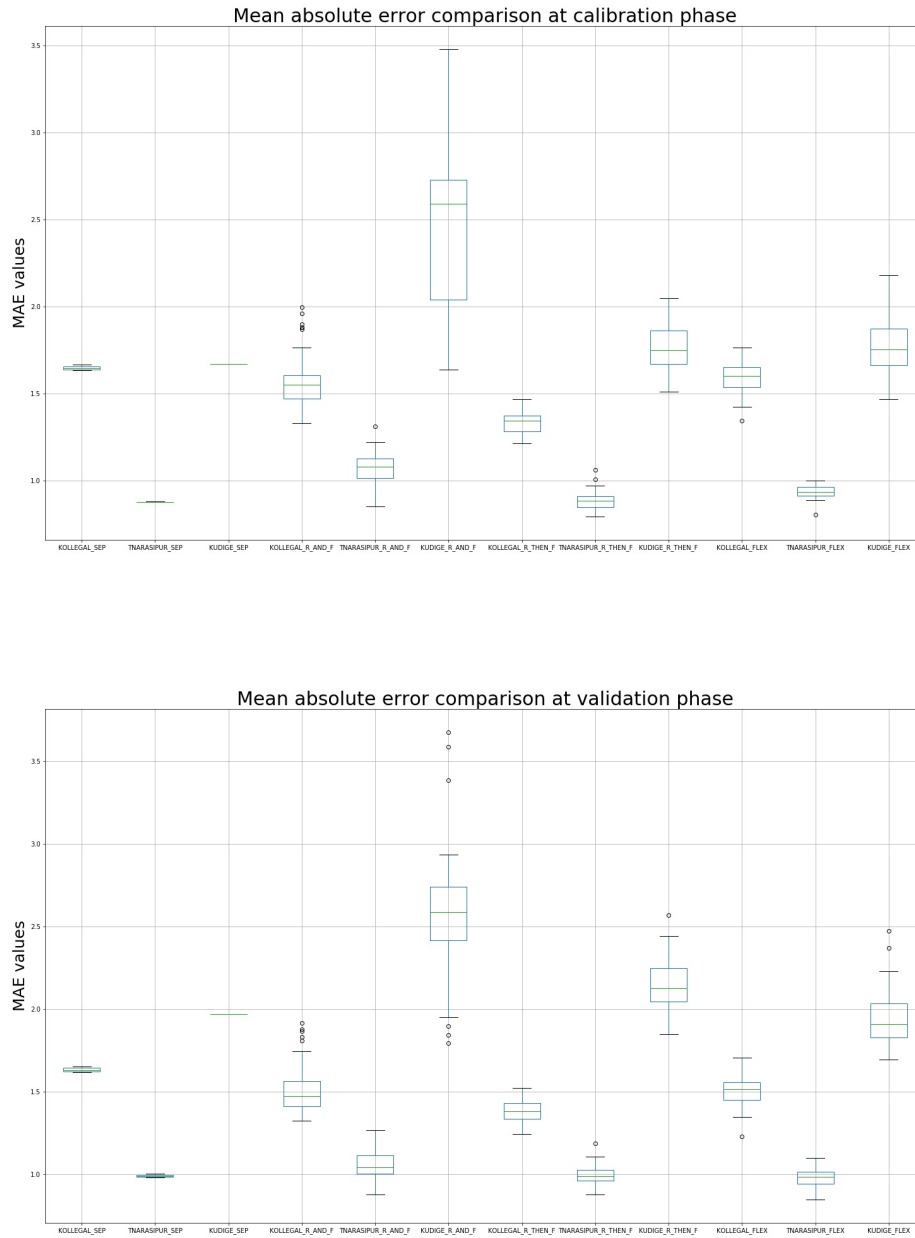 Mean absolute error comparison at calibration phase
MAE values
3.5
3.0
2.5
2.0
1.5
1.0
KOLLEGAL_SEP TNARASIPUR_SEP KUDIGE_SEP KOLLEGAL_R_AND_F TNARASIPUR_R_AND_F KUDIGE_R_AND_F KOLLEGAL_R_THEN_F TNARASIPUR_R_THEN_F KUDIGE_R_THEN_F KOLLEGAL_FLEX TNARASIPUR_FLEX KUDIGE_FLEX
Mean absolute error comparison at validation phase
MAE values
3.5
3.0
2.5
2.0
1.5
1.0
KOLLEGAL_SEP TNARASIPUR_SEP KUDIGE_SEP KOLLEGAL_R_AND_F TNARASIPUR_R_AND_F KUDIGE_R_AND_F KOLLEGAL_R_THEN_F TNARASIPUR_R_THEN_F KUDIGE_R_THEN_F KOLLEGAL_FLEX TNARASIPUR_FLEX KUDIGE_FLEX